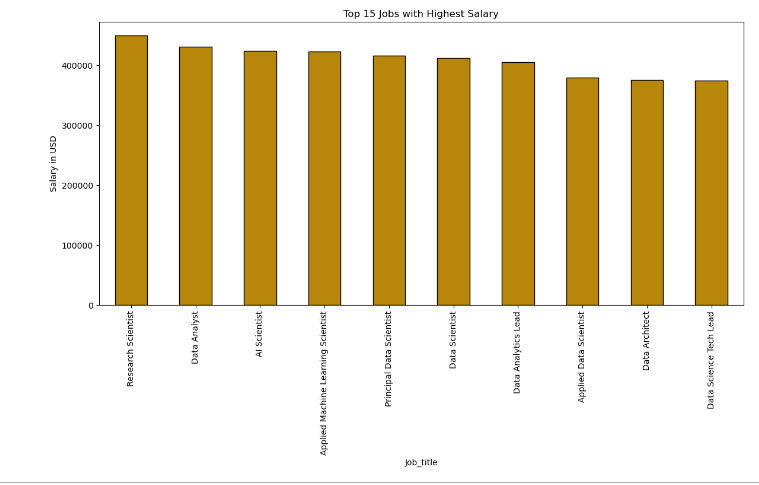 Top 15 Jobs with Highest Salary
Salary in USD
400000
300000
200000
100000
0
Research Scientist
Data Analyst
AI Scientist
Applied Machine Learning Scientist
Principal Data Scientist
Data Scientist
Data Analytics Lead
Applied Data Scientist
Data Architect
Data Science Tech Lead
Job_title